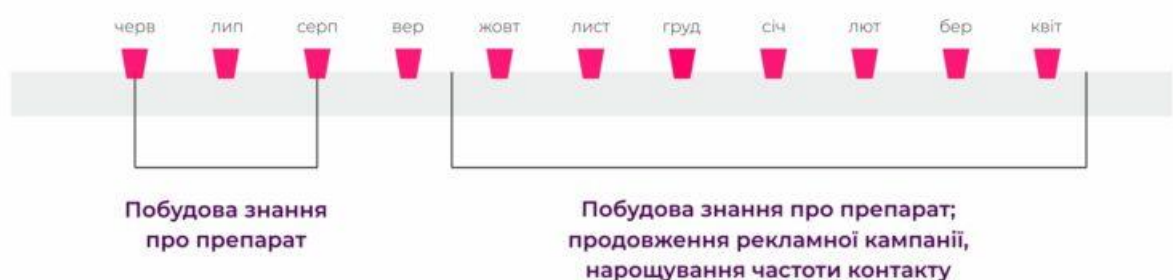 черв лип серп вер жовт лист груд січ лют бер квіт
Побудова знання
про препарат
Побудова знання про препарат;
продовження рекламної кампанії,
нарощування частоти контакту